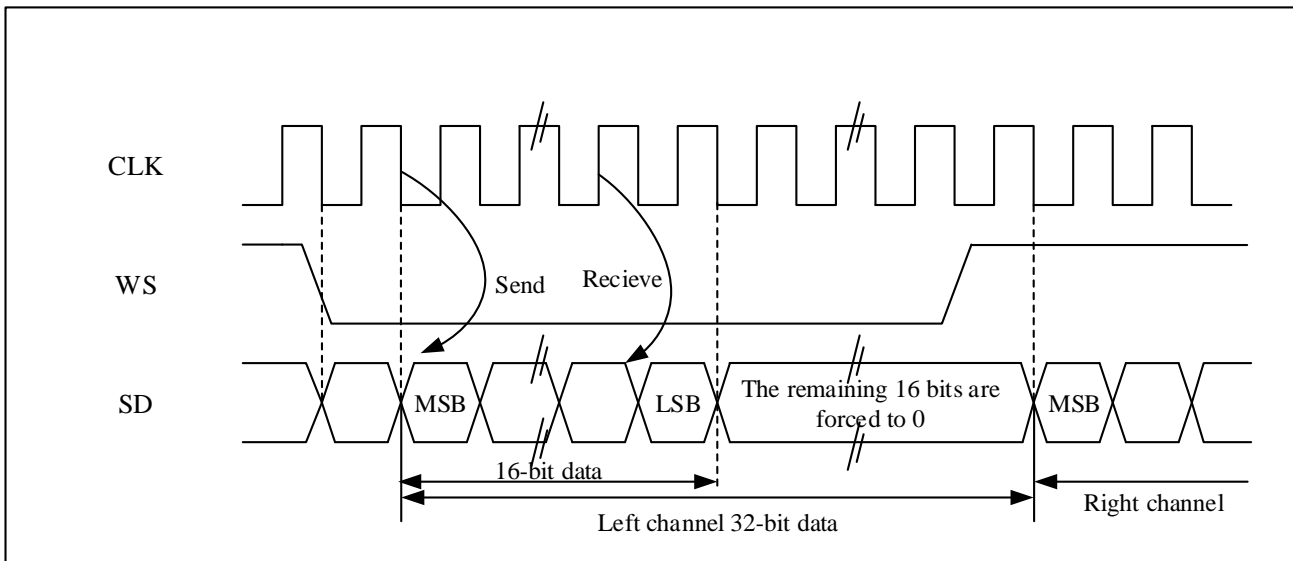 CLK
WS
Send
Recieve
SD
MSB
LSB
The remaining 16 bits are
forced to 0
MSB
16-bit data
Left channel 32-bit data
Right channel